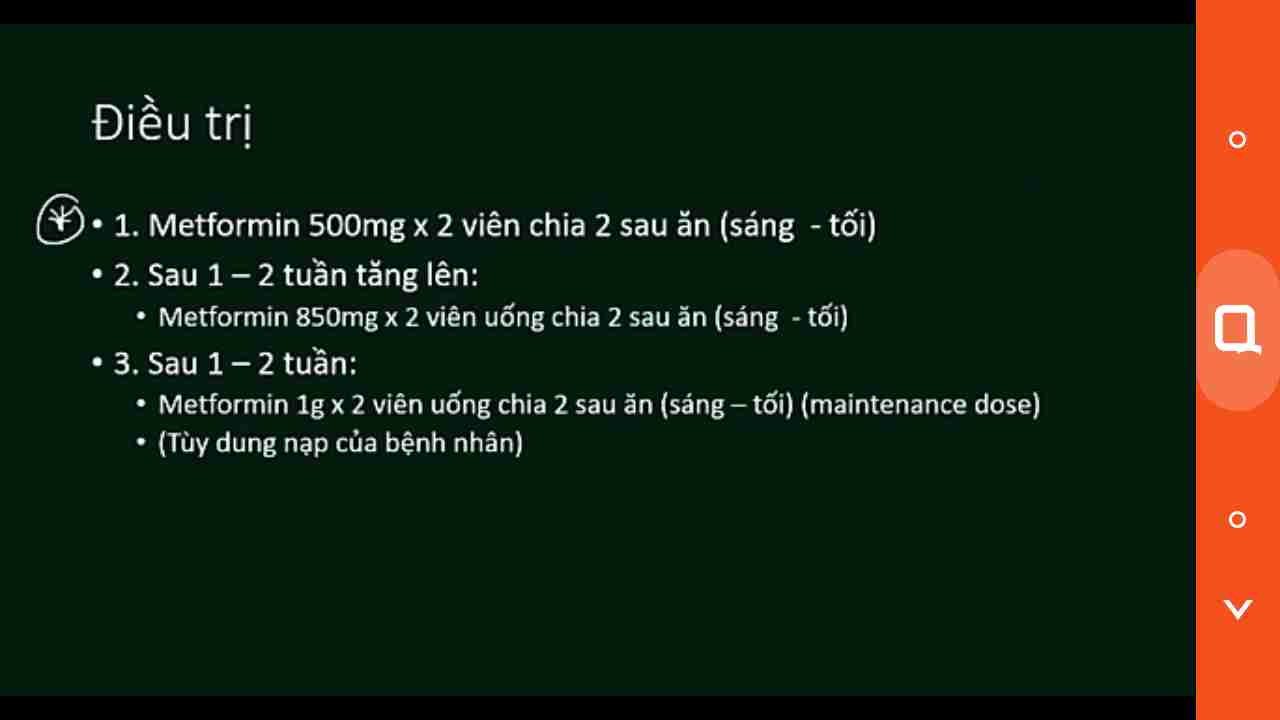 Điều trị
• 1. Metformin 500mg x 2 viên chia 2 sau ăn (sáng - tối)
• 2. Sau 1 – 2 tuần tăng lên:
• Metformin 850mg x 2 viên uống chia 2 sau ăn (sáng - tối)
• 3. Sau 1 – 2 tuần:
• Metformin 1g x 2 viên uống chia 2 sau ăn (sáng – tối) (maintenance dose)
• (Tùy dung nạp của bệnh nhân)